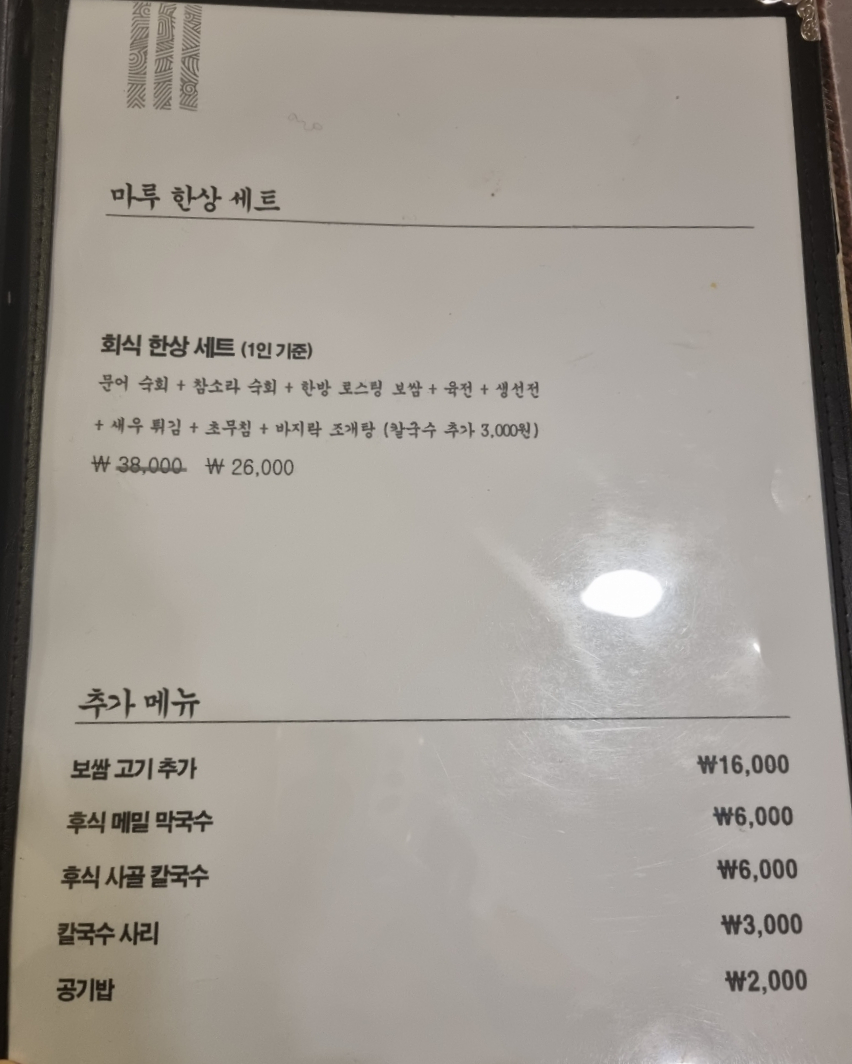 마루 한상 세트
회식 한상 세트 (1인 기준)
문어 숙회 + 참소라 숙회 + 한방 로스팅 보쌈 + 육전 + 생선전
+ 새우 튀김 + 초무침 + 바지락 조개탕 (칼국수 추가 3,000원)
₩ 38,000 ₩ 26,000
추가 메뉴
보쌈 고기 추가 ₩16,000
후식 메밀 막국수 ₩6,000
후식 사골 칼국수 ₩6,000
칼국수 사리 ₩3,000
공기밥 ₩2,000